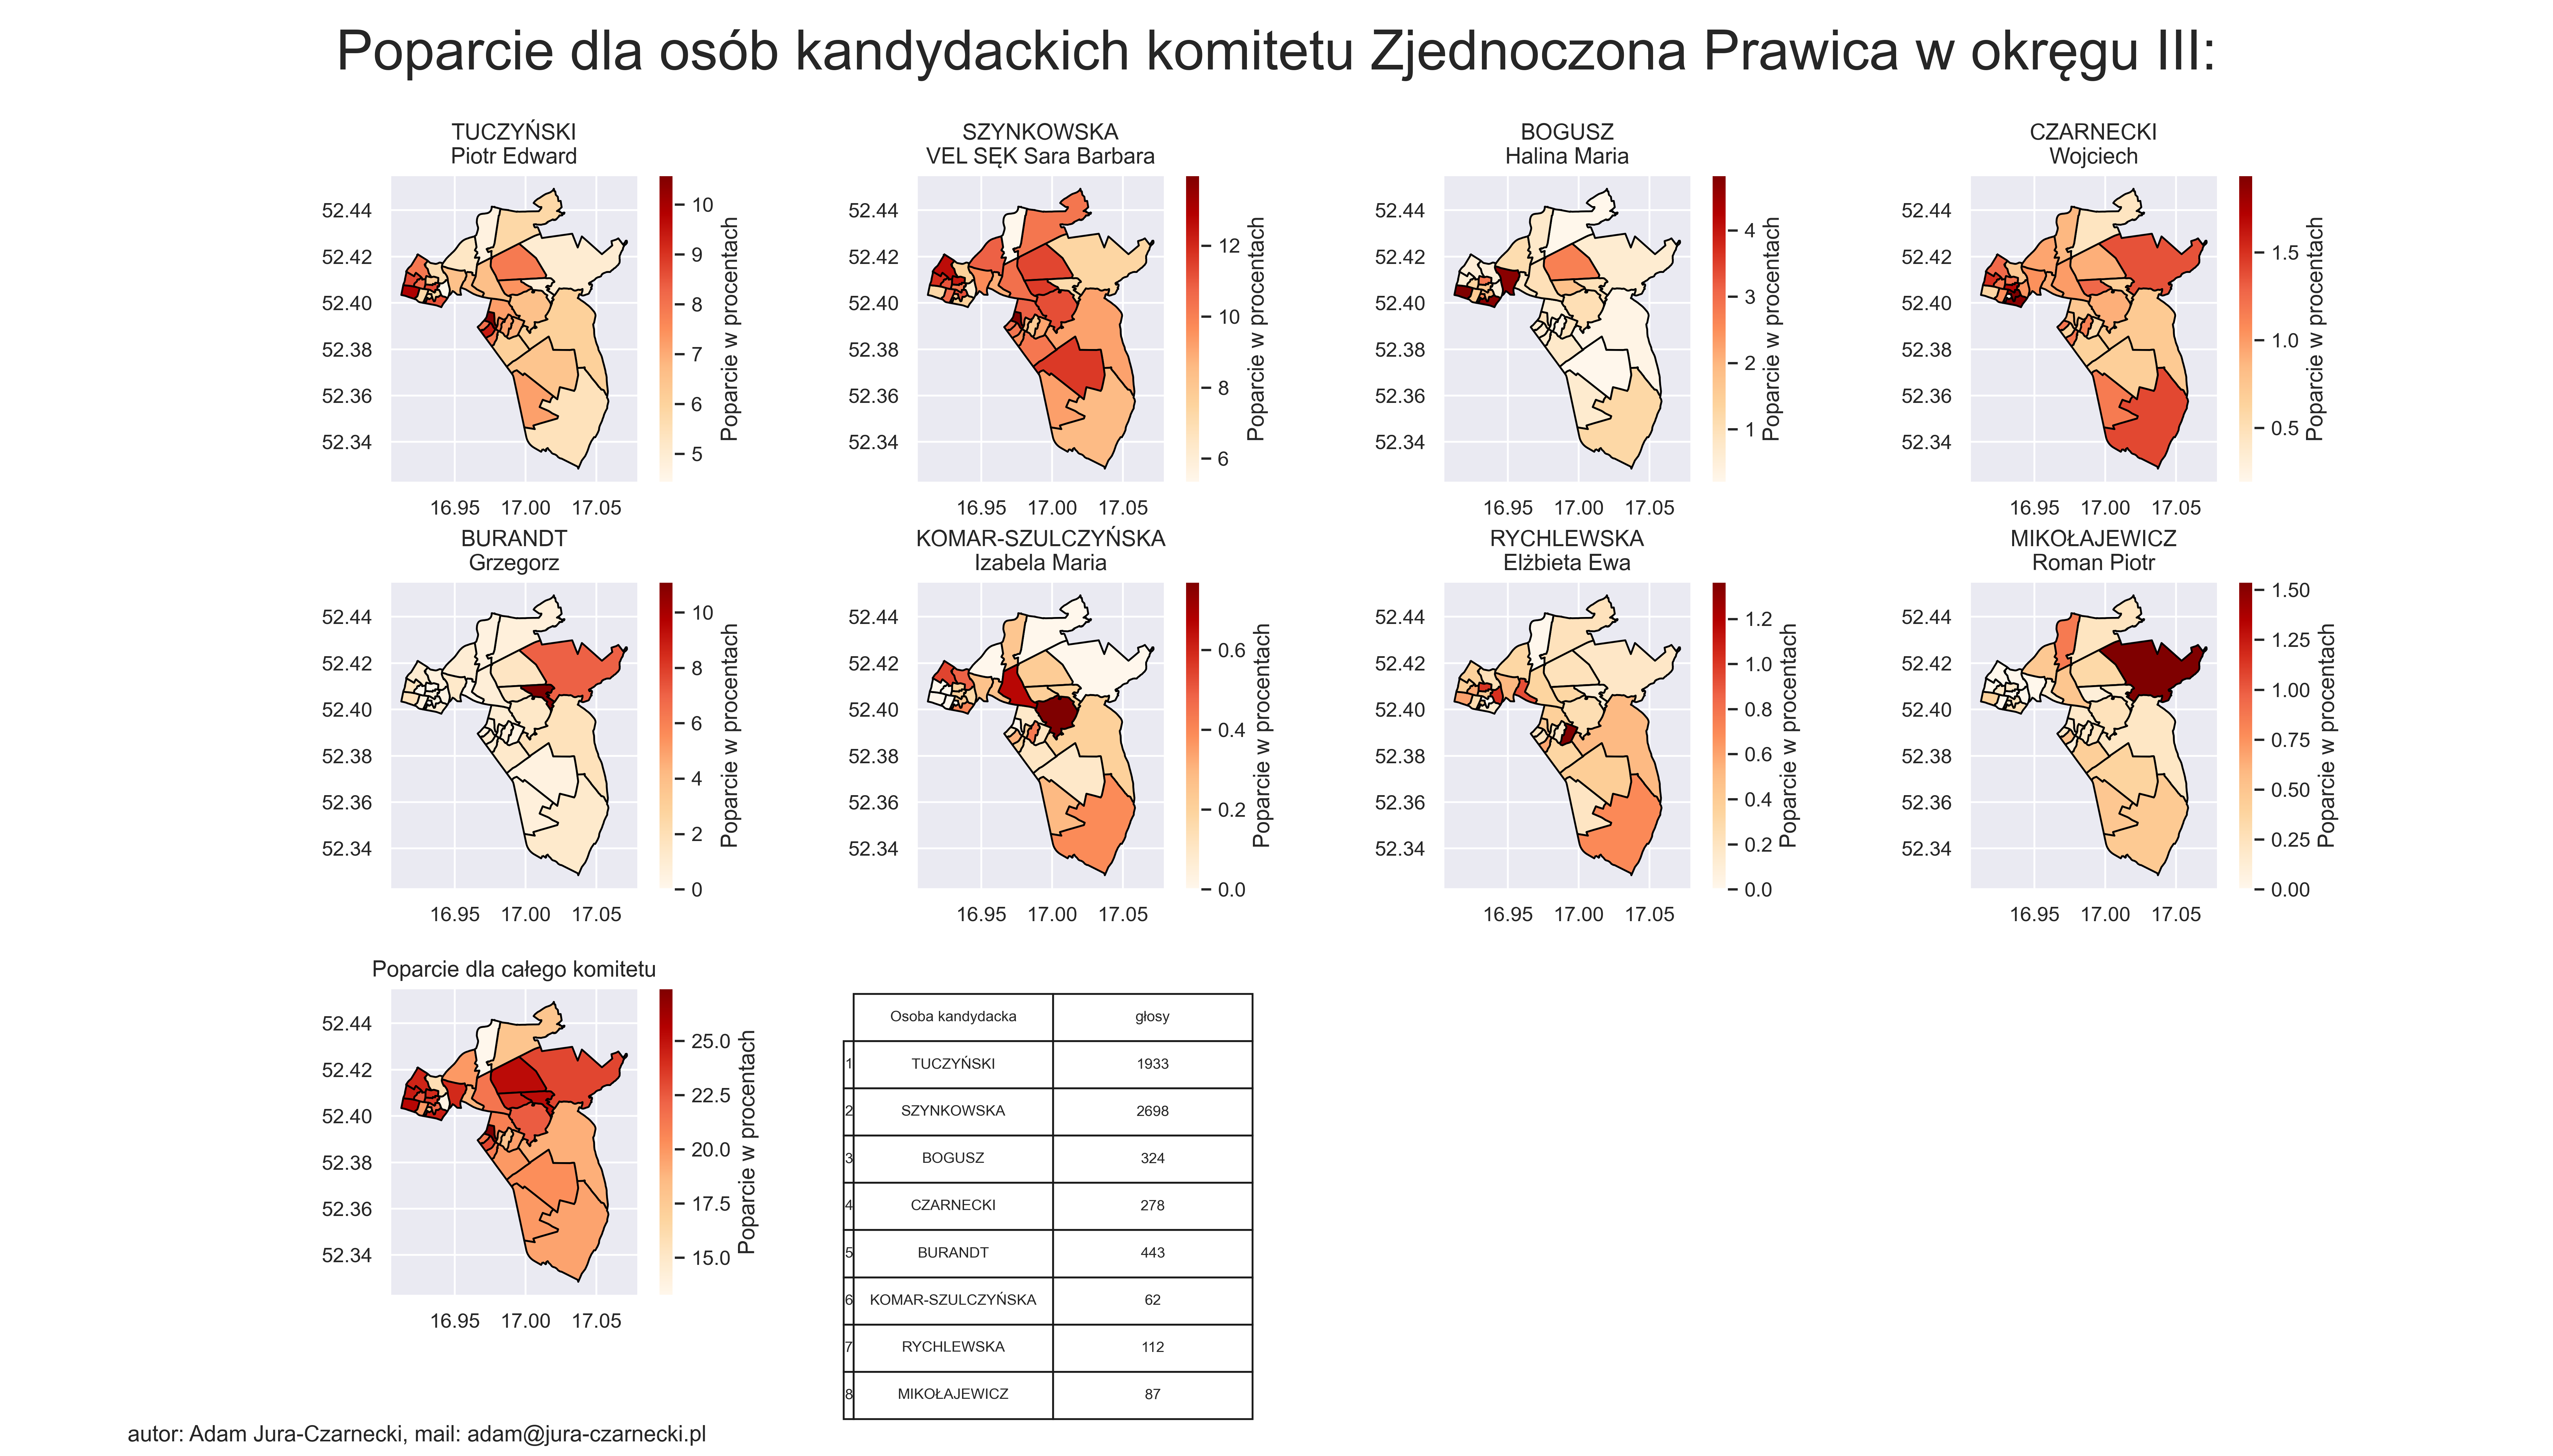 Poparcie dla osób kandydackich komitetu Zjednoczona Prawica w okręgu III:
TUCZYŃSKI
Piotr Edward
52.44
52.42
52.40
52.38
52.36
52.34
16.95 17.00 17.05
10
9
8
7
6
5
Poparcie w procentach
SZYNKOWSKA
VEL SĘK Sara Barbara
52.44
52.42
52.40
52.38
52.36
52.34
16.95 17.00 17.05
12
10
8
6
Poparcie w procentach
BOGUSZ
Halina Maria
52.44
52.42
52.40
52.38
52.36
52.34
16.95 17.00 17.05
4
3
2
1
Poparcie w procentach
CZARNECKI
Wojciech
52.44
52.42
52.40
52.38
52.36
52.34
16.95 17.00 17.05
1.5
1.0
0.5
Poparcie w procentach
BURANDT
Grzegorz
52.44
52.42
52.40
52.38
52.36
52.34
16.95 17.00 17.05
10
8
6
4
2
0
Poparcie w procentach
KOMAR-SZULCZYŃSKA
Izabela Maria
52.44
52.42
52.40
52.38
52.36
52.34
16.95 17.00 17.05
0.6
0.4
0.2
0.0
Poparcie w procentach
RYCHLEWSKA
Elżbieta Ewa
52.44
52.42
52.40
52.38
52.36
52.34
16.95 17.00 17.05
1.2
1.0
0.8
0.6
0.4
0.2
0.0
Poparcie w procentach
MIKOŁAJEWICZ
Roman Piotr
52.44
52.42
52.40
52.38
52.36
52.34
16.95 17.00 17.05
1.50
1.25
1.00
0.75
0.50
0.25
0.00
Poparcie w procentach
Poparcie dla całego komitetu
52.44
52.42
52.40
52.38
52.36
52.34
16.95 17.00 17.05
25.0
22.5
20.0
17.5
15.0
Poparcie w procentach
Osoba kandydacka głosy
1 TUCZYŃSKI 1933
2 SZYNKOWSKA 2698
3 BOGUSZ 324
4 CZARNECKI 278
5 BURANDT 443
6 KOMAR-SZULCZYŃSKA 62
7 RYCHLEWSKA 112
8 MIKOŁAJEWICZ 87
autor: Adam Jura-Czarnecki, mail: adam@jura-czarnecki.pl